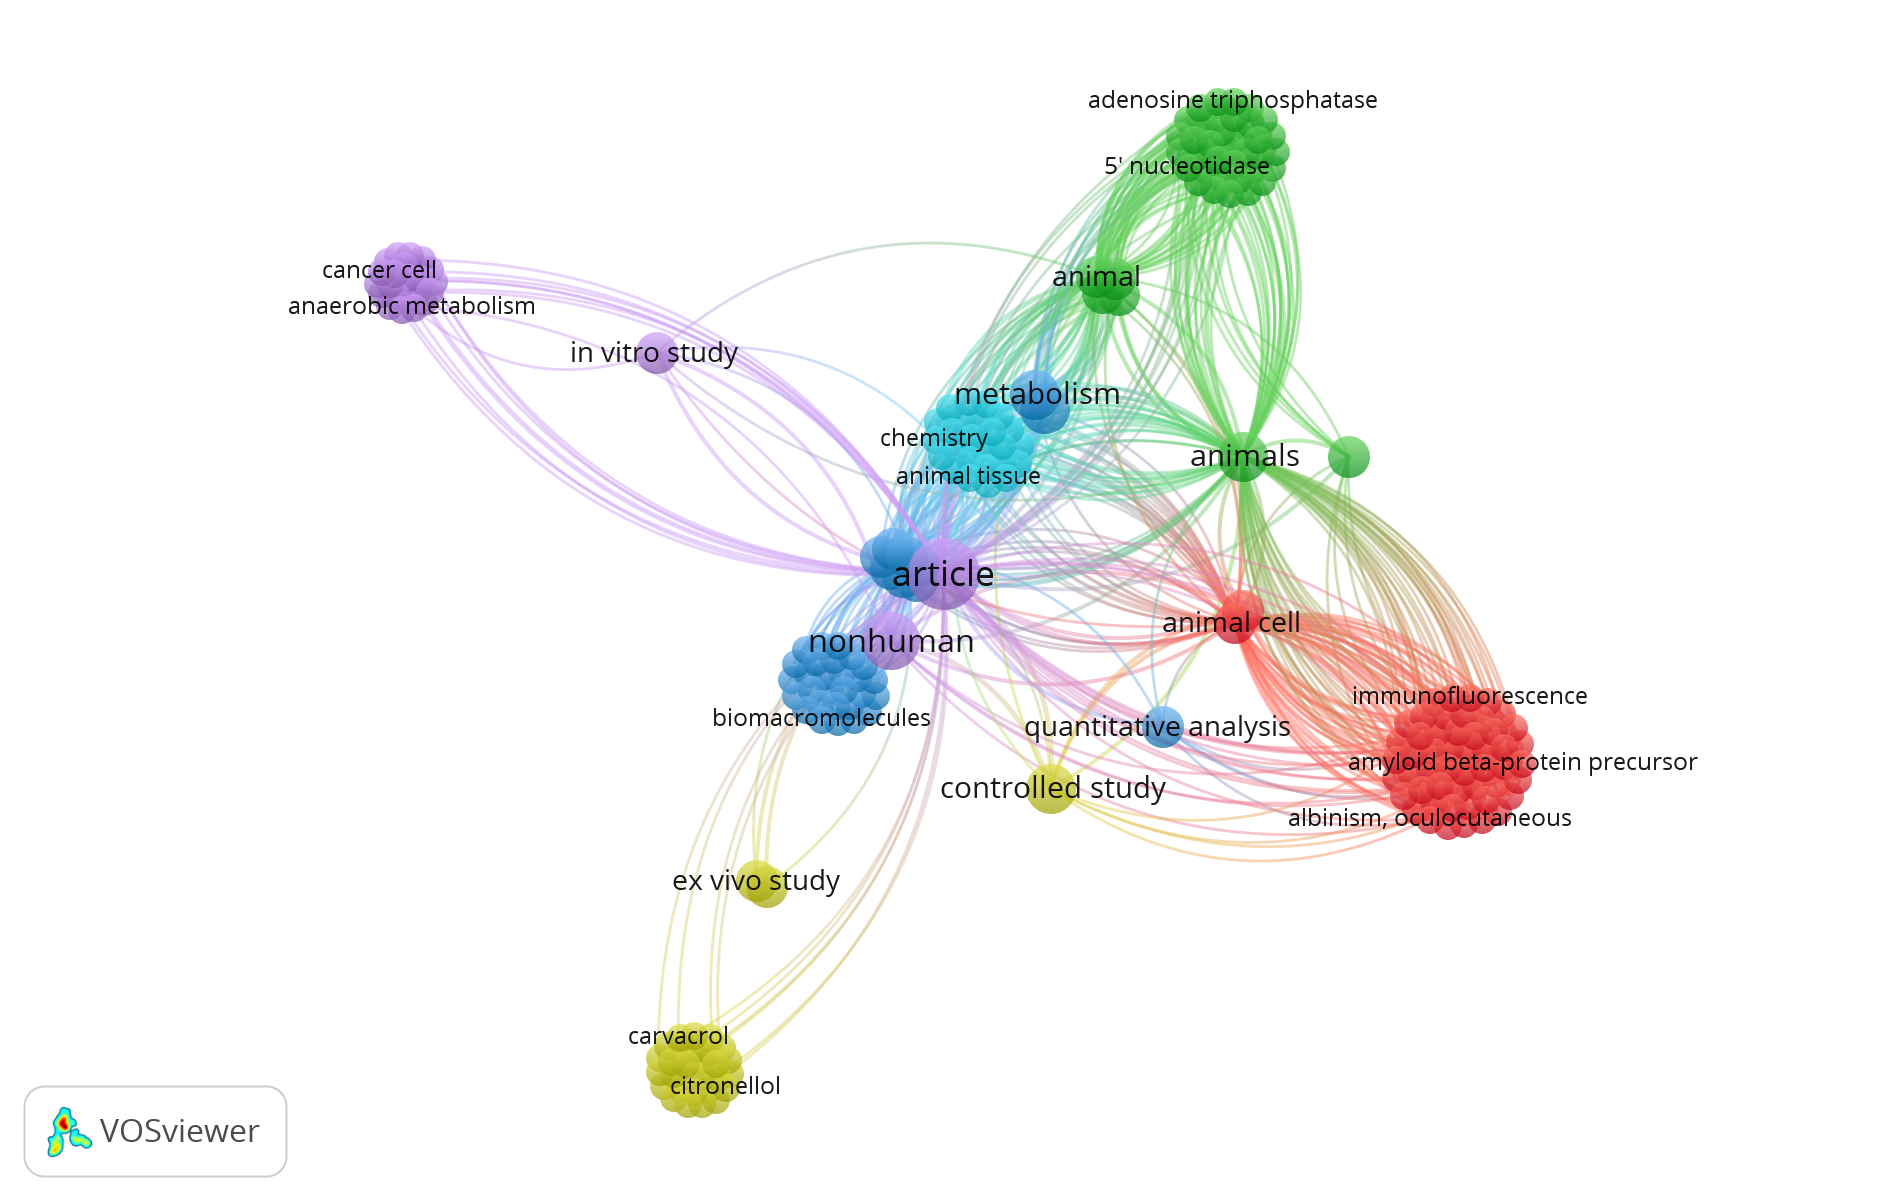 adenosine triphosphatase
5' nucleotidase
cancer cell
animal
anaerobic metabolism
in vitro study
metabolism
chemistry
animals
animal tissue
article
animal cell
nonhuman
immunofluorescence
biomacromolecules
quantitative analysis
amyloid beta-protein precursor
controlled study
albinism, oculocutaneous
ex vivo study
carvacrol
citronellol
VOSviewer